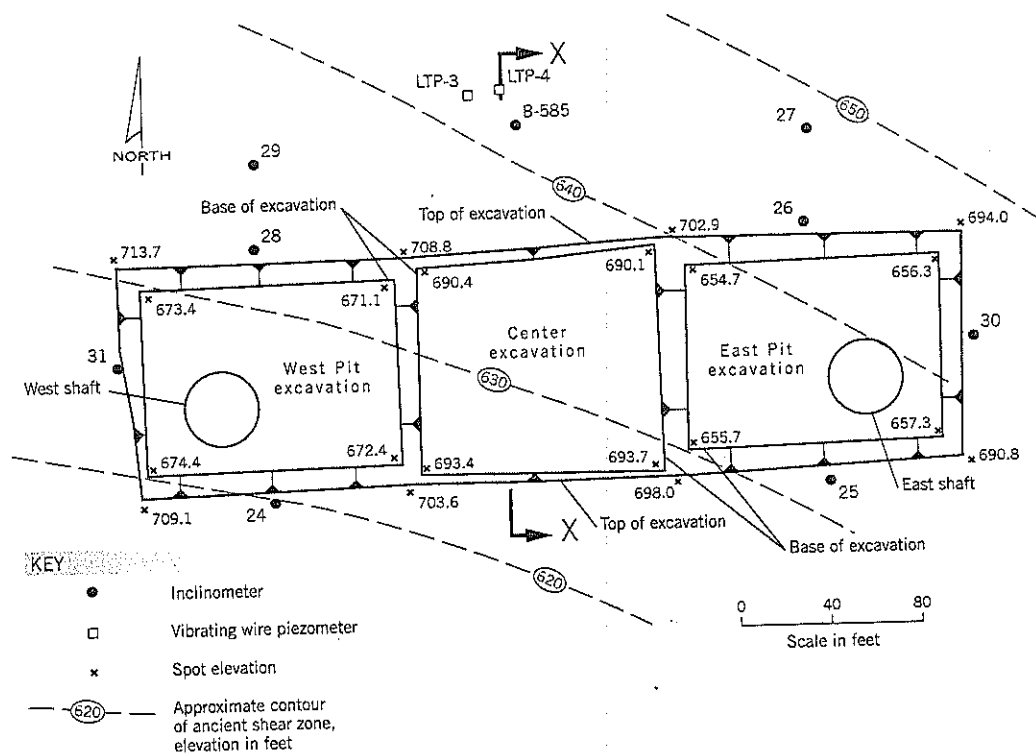 X
LTP-3
LTP-4
B-585
27
650
NORTH
29
640
Base of excavation
Top of excavation
26
694.0
713.7
28
708.8
702.9
690.4
690.1
654.7
656.3
673.4
671.1
Center
excavation
30
31
West Pit
excavation
East Pit
excavation
West shaft
630
674.4
672.4
693.4
693.7
655.7
657.3
690.8
709.1
24
703.6
698.0
25
East shaft
X
Top of excavation
Base of excavation
KEY
620
Inclinometer
0 40 80
Scale in feet
Vibrating wire piezometer
Spot elevation
620
Approximate contour
of ancient shear zone,
elevation in feet